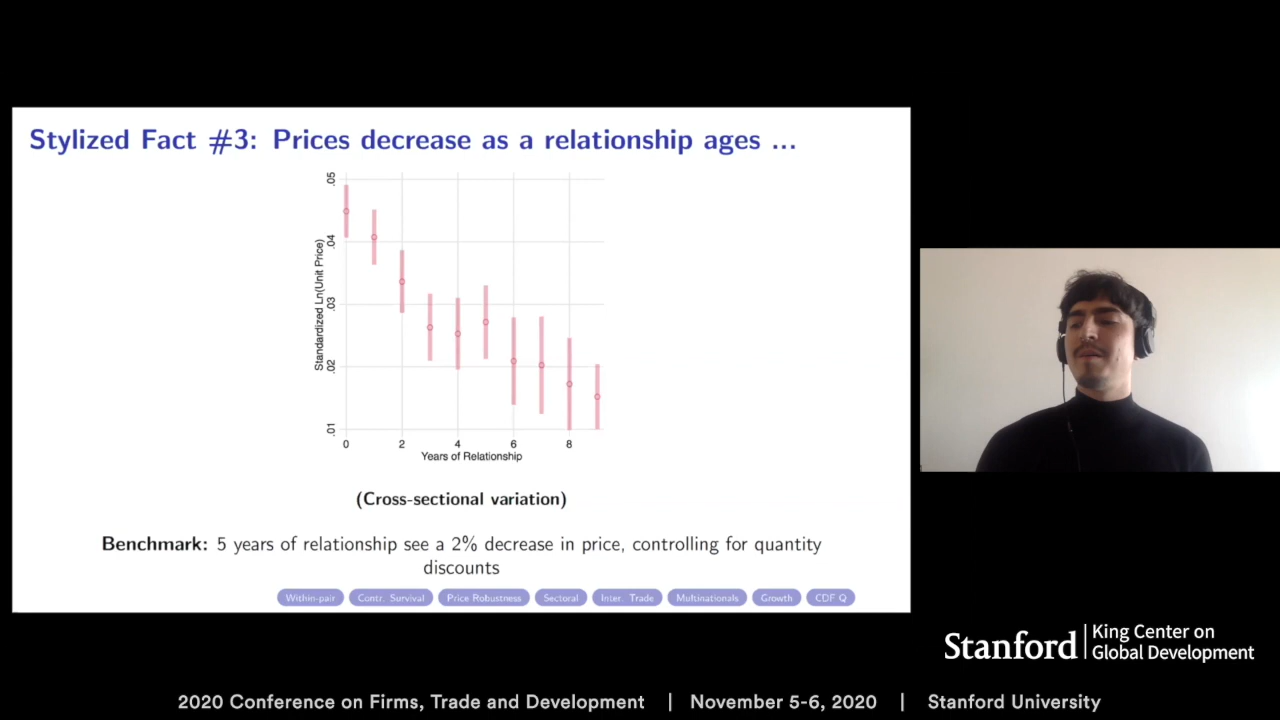 Stylized Fact #3: Prices decrease as a relationship ages ...
.05
.04
.03
.02
.01
Standardized Ln(Unit Price)
0 2 4 6 8
Years of Relationship
(Cross-sectional variation)
Benchmark: 5 years of relationship see a 2% decrease in price, controlling for quantity
discounts
Within-pair Contr. Survival Price Robustness Sectoral Inter. Trade Multinationals Growth CDF Q
Stanford King Center on
Global Development
2020 Conference on Firms, Trade and Development | November 5-6, 2020 | Stanford University